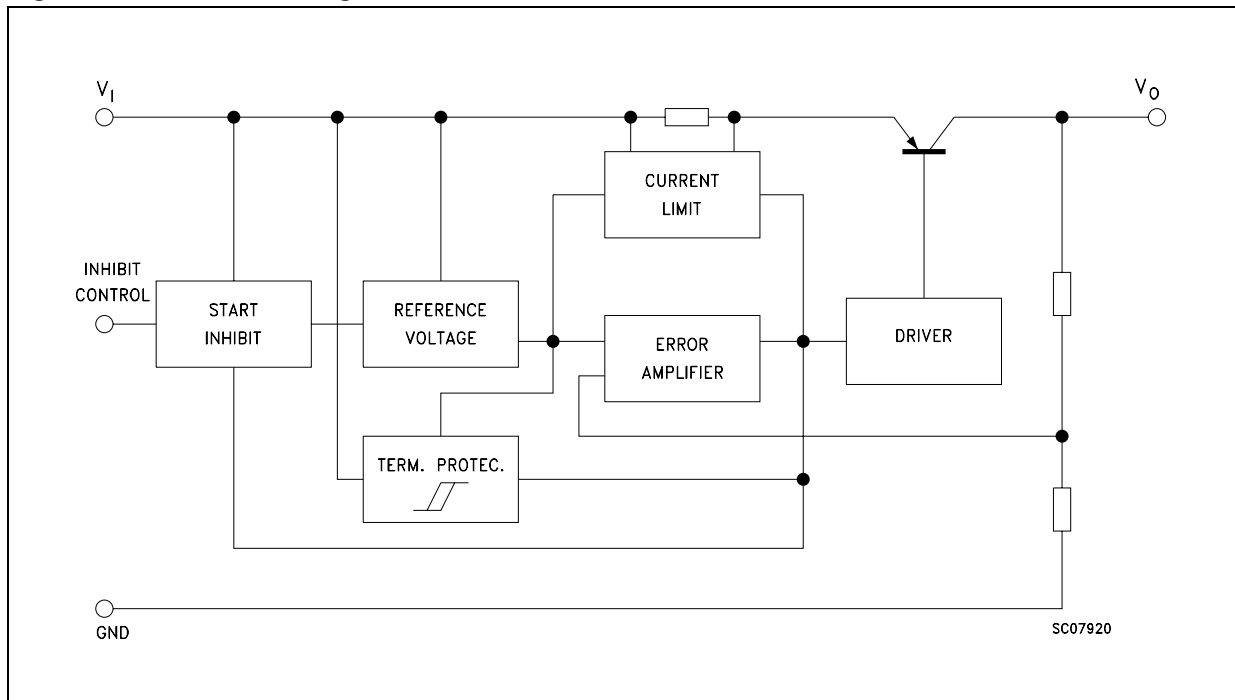 V_I
V_O
CURRENT
LIMIT
INHIBIT
CONTROL
START
INHIBIT
REFERENCE
VOLTAGE
ERROR
AMPLIFIER
DRIVER
TERM. PROTEC.
GND
SC07920